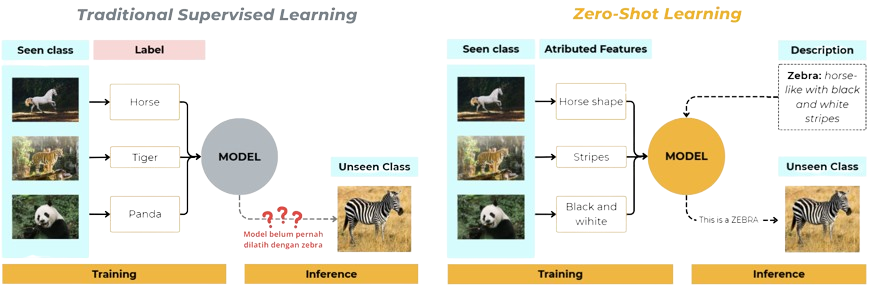 Traditional Supervised Learning
Seen class
Label
Horse
Tiger
Panda
MODEL
Unseen Class
???
Model belum pernah
dilatih dengan zebra
Training
Inference
Zero-Shot Learning
Seen class
Atributed Features
Description
Zebra: horse-
like with black
and white
stripes
Horse shape
Stripes
Black and
wihite
MODEL
Unseen Class
This is a ZEBRA
Training
Inference